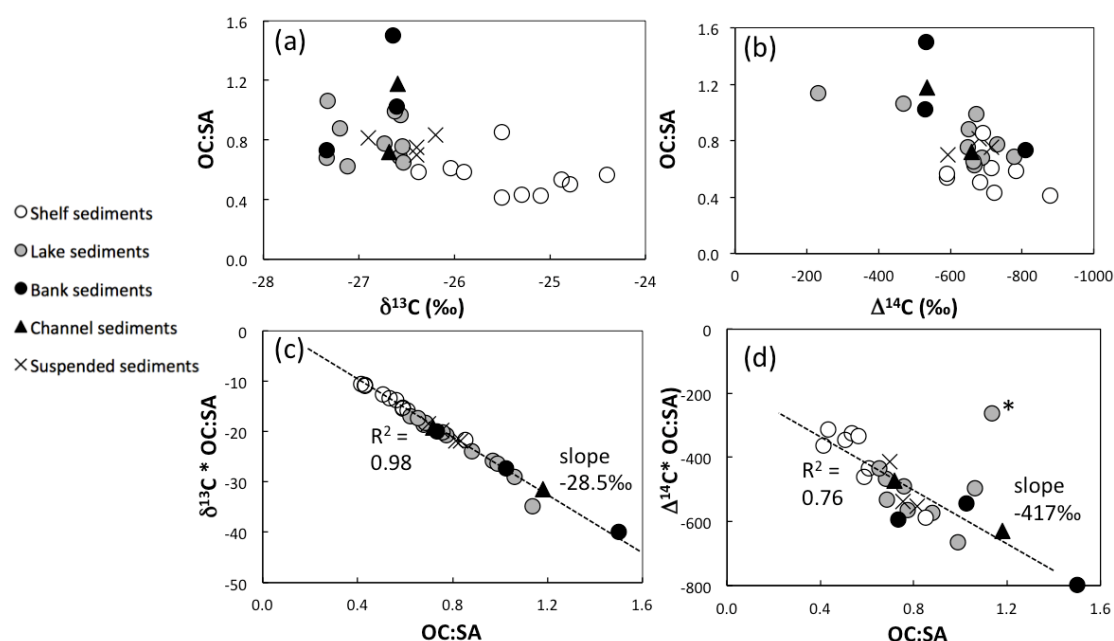 (a)
OC:SA
1.6
1.2
0.8
0.4
0.0
-28 -27 -26 -25 -24
δ¹³C (‰)
(b)
OC:SA
1.6
1.2
0.8
0.4
0.0
0 -200 -400 -600 -800 -1000
Δ¹⁴C (‰)
Shelf sediments
Lake sediments
Bank sediments
Channel sediments
Suspended sediments
(c)
δ¹³C * OC:SA
0
-10
-20
-30
-40
-50
R² =
0.98
slope
-28.5‰
0.0 0.4 0.8 1.2 1.6
OC:SA
(d)
Δ¹⁴C* OC:SA)
0
-200
-400
-600
-800
*
R² =
0.76
slope
-417‰
0.0 0.4 0.8 1.2 1.6
OC:SA